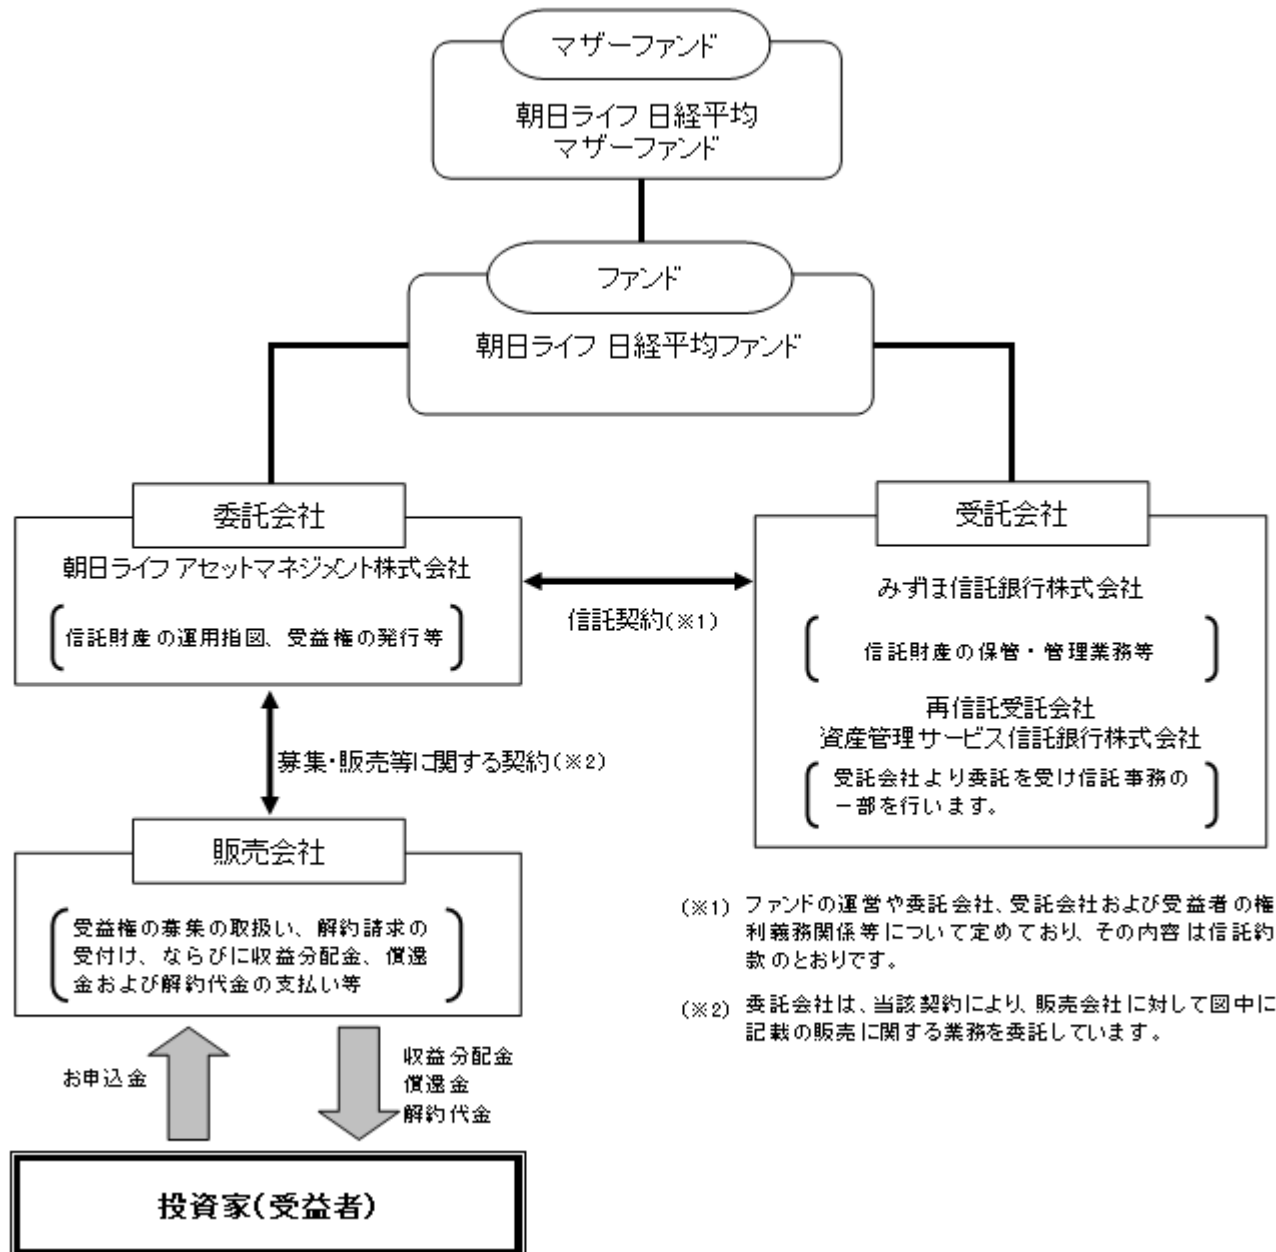 マザーファンド
朝日ライフ 日経平均
マザーファンド
ファンド
朝日ライフ 日経平均ファンド
委託会社
朝日ライフ アセットマネジメント株式会社
信託財産の運用指図、受益権の発行等
信託契約(※1)
受託会社
みずほ信託銀行株式会社
信託財産の保管・管理業務等
再信託受託会社
資産管理サービス信託銀行株式会社
受託会社より委託を受け信託事務の
一部を行います。
募集・販売等に関する契約(※2)
販売会社
受益権の募集の取扱い、解約請求の
受付け、ならびに収益分配金、償還
金および解約代金の支払い等
(※1) ファンドの運営や委託会社、受託会社および受益者の権
利義務関係等について定めており、その内容は信託約
款のとおりです。
(※2) 委託会社は、当該契約により、販売会社に対して図中に
記載の販売に関する業務を委託しています。
お申込金
収益分配金
償還金
解約代金
投資家(受益者)